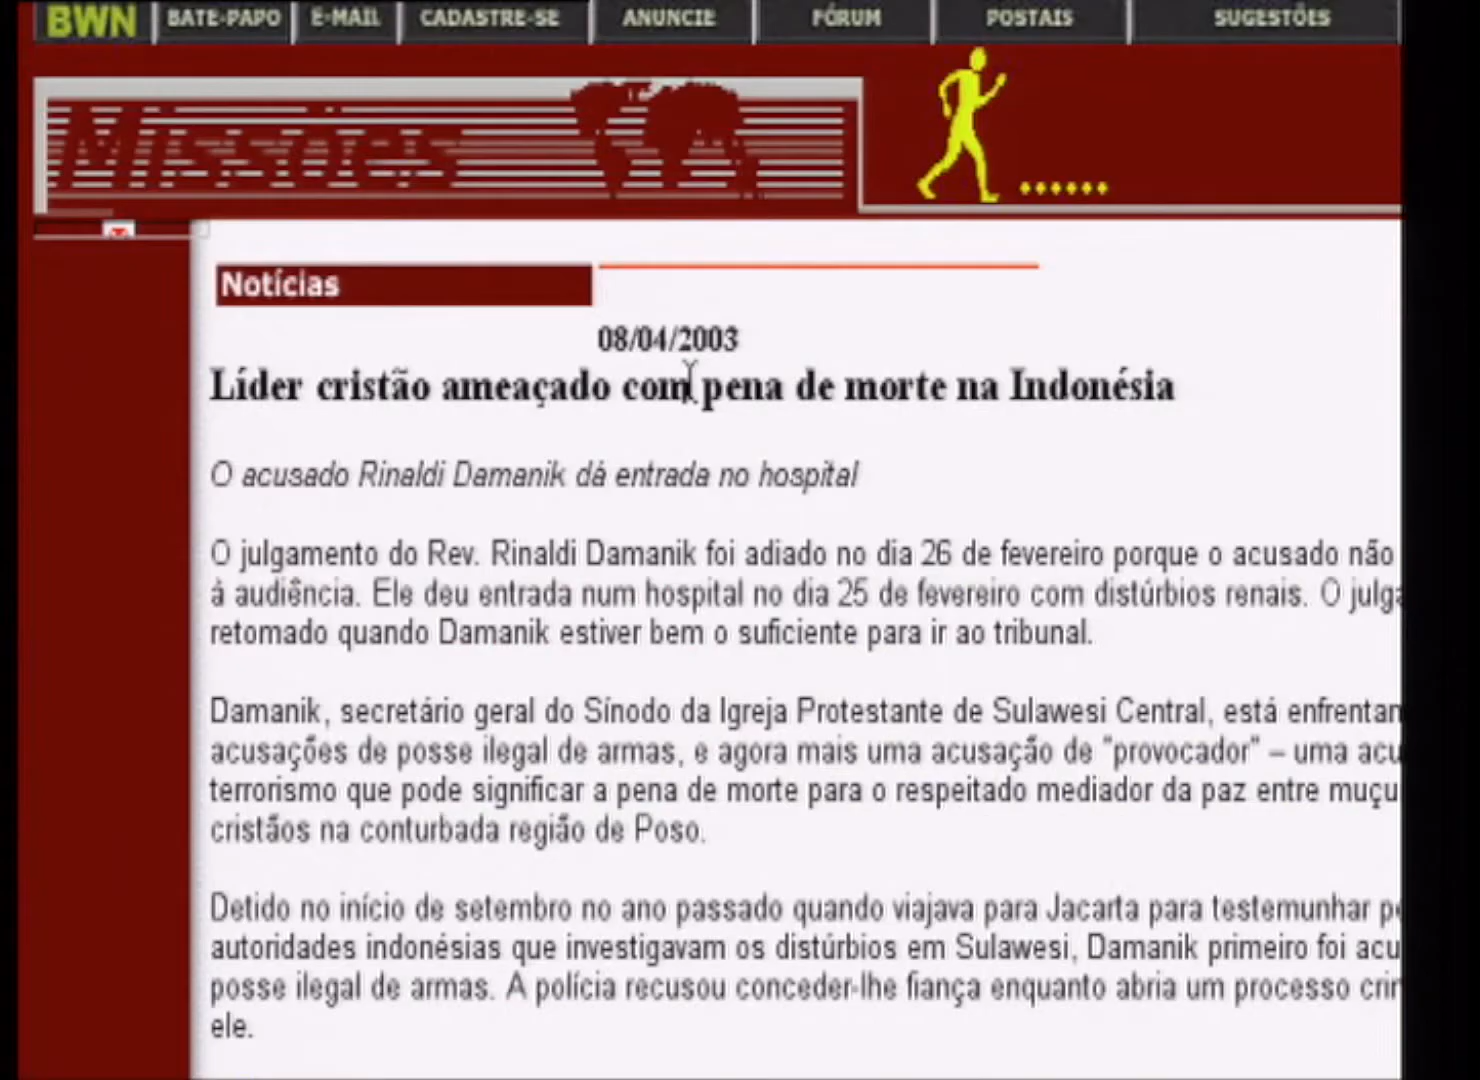 BWN BATE-PAPO E-MAIL CADASTRE-SE ANUNCIE FÓRUM POSTAIS SUGESTÕES
Missões
Notícias
08/04/2003
Líder cristão ameaçado com pena de morte na Indonésia
O acusado Rinaldi Damanik dá entrada no hospital
O julgamento do Rev. Rinaldi Damanik foi adiado no dia 26 de fevereiro porque o acusado não
à audiência. Ele deu entrada num hospital no dia 25 de fevereiro com distúrbios renais. O julga
retomado quando Damanik estiver bem o suficiente para ir ao tribunal.
Damanik, secretário geral do Sínodo da Igreja Protestante de Sulawesi Central, está enfrentan
acusações de posse ilegal de armas, e agora mais uma acusação de "provocador" – uma acu
terrorismo que pode significar a pena de morte para o respeitado mediador da paz entre muçu
cristãos na conturbada região de Poso.
Detido no início de setembro no ano passado quando viajava para Jacarta para testemunhar pe
autoridades indonésias que investigavam os distúrbios em Sulawesi, Damanik primeiro foi acu
posse ilegal de armas. A polícia recusou conceder-lhe fiança enquanto abria um processo crim
ele.